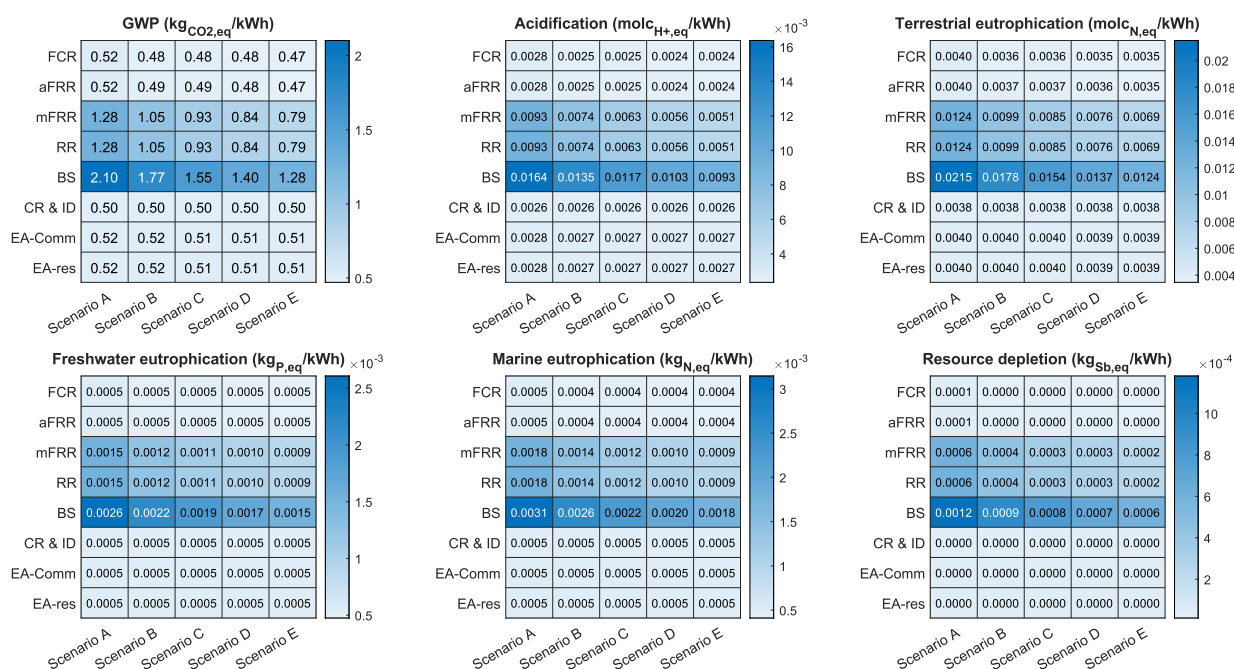 GWP (kgCO2,eq/kWh)
FCR 0.52 0.48 0.48 0.48 0.47
aFRR 0.52 0.49 0.49 0.48 0.47
mFRR 1.28 1.05 0.93 0.84 0.79
RR 1.28 1.05 0.93 0.84 0.79
BS 2.10 1.77 1.55 1.40 1.28
CR & ID 0.50 0.50 0.50 0.50 0.50
EA-Comm 0.52 0.52 0.51 0.51 0.51
EA-res 0.52 0.52 0.51 0.51 0.51
Scenario A Scenario B Scenario C Scenario D Scenario E
2
1.5
1
0.5
Acidification (molcH+,eq/kWh)
FCR 0.0028 0.0025 0.0025 0.0024 0.0024
aFRR 0.0028 0.0025 0.0025 0.0024 0.0024
mFRR 0.0093 0.0074 0.0063 0.0056 0.0051
RR 0.0093 0.0074 0.0063 0.0056 0.0051
BS 0.0164 0.0135 0.0117 0.0103 0.0093
CR & ID 0.0026 0.0026 0.0026 0.0026 0.0026
EA-Comm 0.0028 0.0027 0.0027 0.0027 0.0027
EA-res 0.0028 0.0027 0.0027 0.0027 0.0027
Scenario A Scenario B Scenario C Scenario D Scenario E
×10-3
16
14
12
10
8
6
4
Terrestrial eutrophication (molcN,eq/kWh)
FCR 0.0040 0.0036 0.0036 0.0035 0.0035
aFRR 0.0040 0.0037 0.0037 0.0036 0.0035
mFRR 0.0124 0.0099 0.0085 0.0076 0.0069
RR 0.0124 0.0099 0.0085 0.0076 0.0069
BS 0.0215 0.0178 0.0154 0.0137 0.0124
CR & ID 0.0038 0.0038 0.0038 0.0038 0.0038
EA-Comm 0.0040 0.0040 0.0040 0.0039 0.0039
EA-res 0.0040 0.0040 0.0040 0.0039 0.0039
Scenario A Scenario B Scenario C Scenario D Scenario E
0.02
0.018
0.016
0.014
0.012
0.01
0.008
0.006
0.004
Freshwater eutrophication (kgP,eq/kWh)
FCR 0.0005 0.0005 0.0005 0.0005 0.0005
aFRR 0.0005 0.0005 0.0005 0.0005 0.0005
mFRR 0.0015 0.0012 0.0011 0.0010 0.0009
RR 0.0015 0.0012 0.0011 0.0010 0.0009
BS 0.0026 0.0022 0.0019 0.0017 0.0015
CR & ID 0.0005 0.0005 0.0005 0.0005 0.0005
EA-Comm 0.0005 0.0005 0.0005 0.0005 0.0005
EA-res 0.0005 0.0005 0.0005 0.0005 0.0005
Scenario A Scenario B Scenario C Scenario D Scenario E
×10-3
2.5
2
1.5
1
0.5
Marine eutrophication (kgN,eq/kWh)
FCR 0.0005 0.0004 0.0004 0.0004 0.0004
aFRR 0.0005 0.0004 0.0004 0.0004 0.0004
mFRR 0.0018 0.0014 0.0012 0.0010 0.0009
RR 0.0018 0.0014 0.0012 0.0010 0.0009
BS 0.0031 0.0026 0.0022 0.0020 0.0018
CR & ID 0.0005 0.0005 0.0005 0.0005 0.0005
EA-Comm 0.0005 0.0005 0.0005 0.0005 0.0005
EA-res 0.0005 0.0005 0.0005 0.0005 0.0005
Scenario A Scenario B Scenario C Scenario D Scenario E
×10-3
3
2.5
2
1.5
1
0.5
Resource depletion (kgSb,eq/kWh)
FCR 0.0001 0.0000 0.0000 0.0000 0.0000
aFRR 0.0001 0.0000 0.0000 0.0000 0.0000
mFRR 0.0006 0.0004 0.0003 0.0003 0.0002
RR 0.0006 0.0004 0.0003 0.0003 0.0002
BS 0.0012 0.0009 0.0008 0.0007 0.0006
CR & ID 0.0000 0.0000 0.0000 0.0000 0.0000
EA-Comm 0.0000 0.0000 0.0000 0.0000 0.0000
EA-res 0.0000 0.0000 0.0000 0.0000 0.0000
Scenario A Scenario B Scenario C Scenario D Scenario E
×10-4
10
8
6
4
2